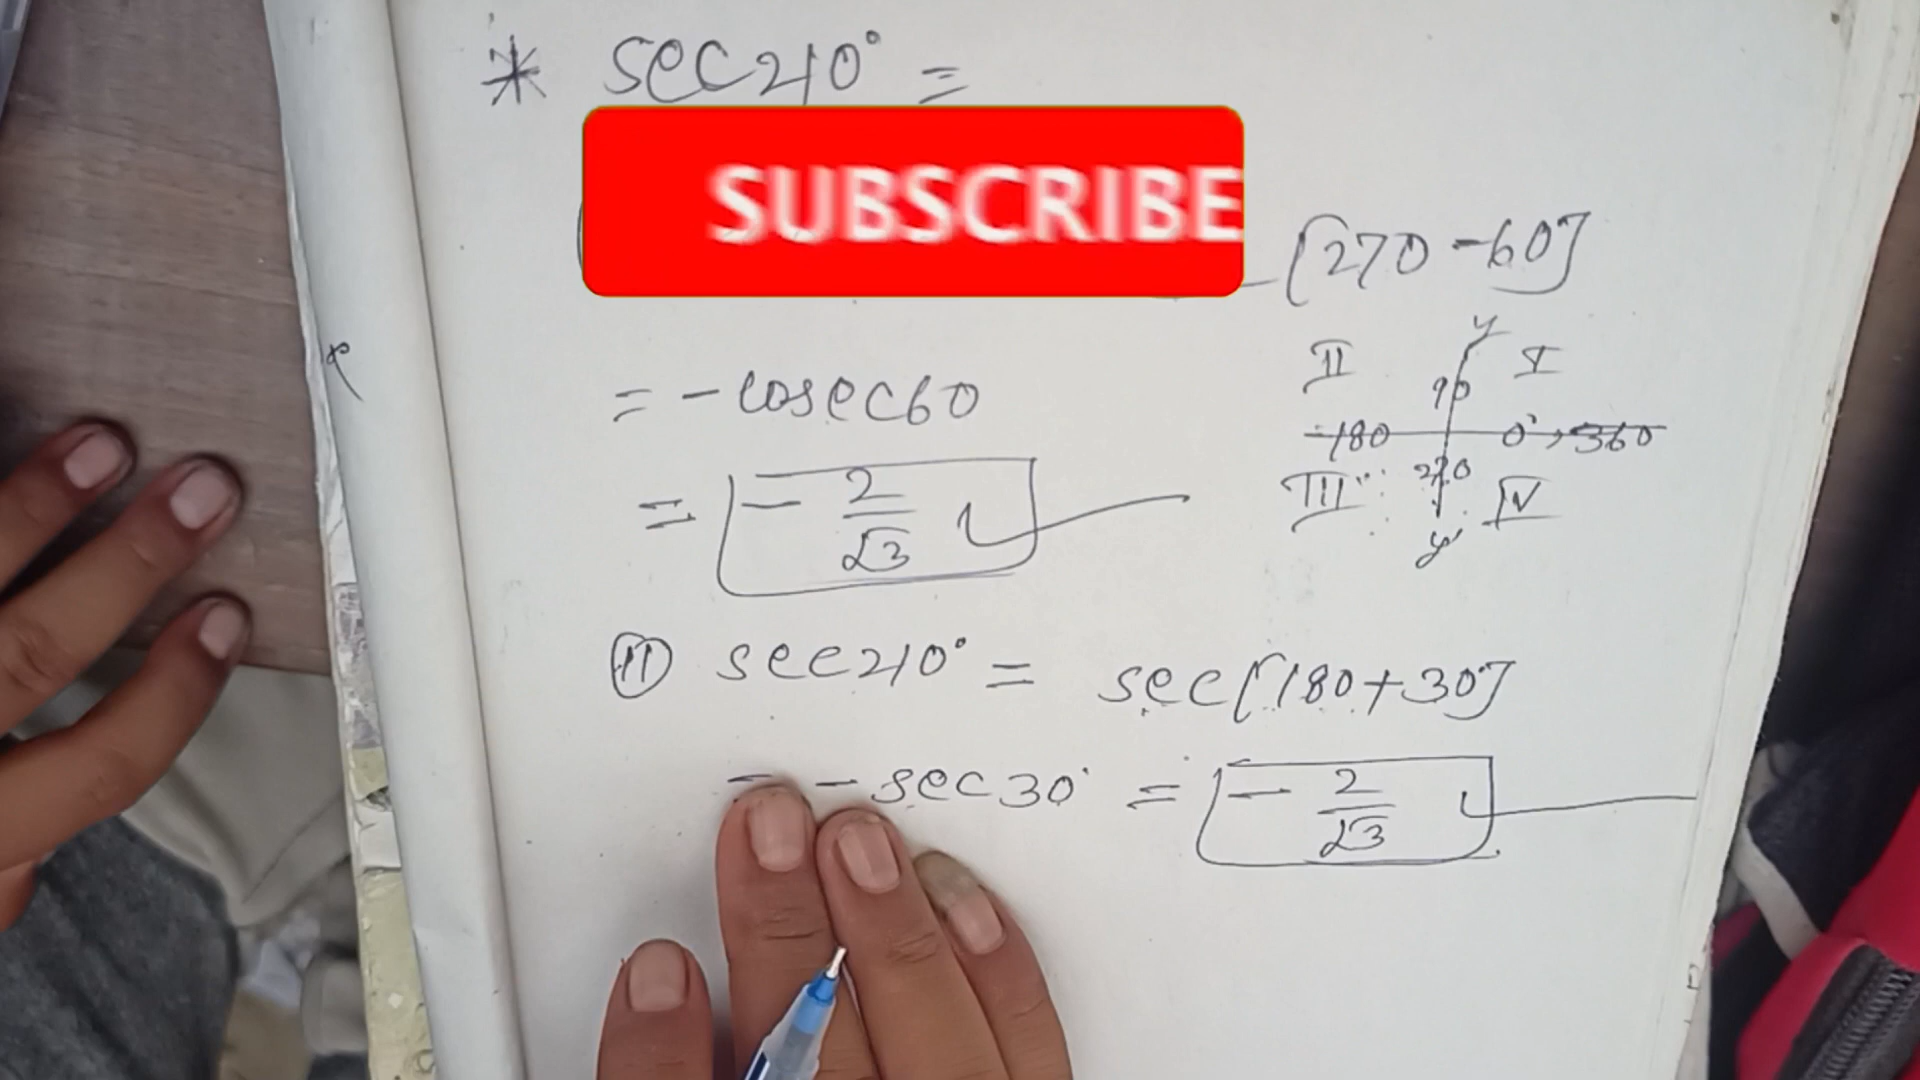 * sec210° =
SUBSCRIBE
[270-60°]
= -cosec60
= - 2/√3
II I
y
90
180 0°, 360
270
III IV
y'
(II) sec210° = sec[180+30°]
= -sec30° = - 2/√3